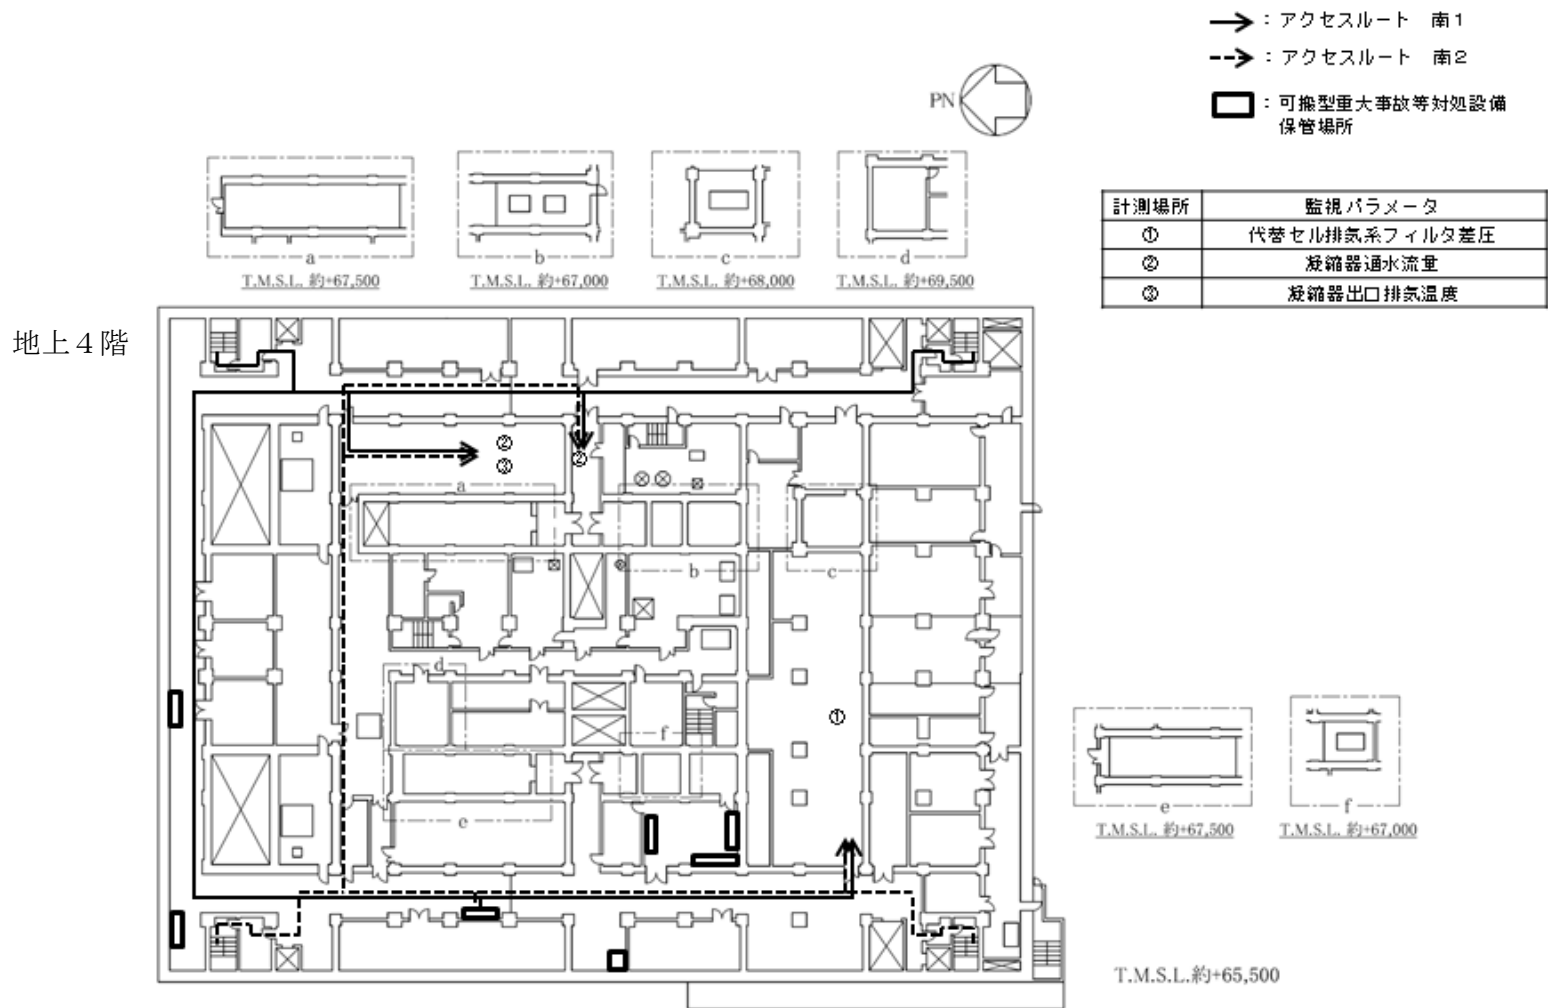 ：アクセスルート　南１
：アクセスルート　南２
：可搬型重大事故等対処設備
保管場所
PN
計測場所 監視パラメータ
① 代替セル排気系フィルタ差圧
② 凝縮器通水流量
③ 凝縮器出口排気温度
a
T.M.S.L. 約+67,500
b
T.M.S.L. 約+67,000
c
T.M.S.L. 約+68,000
d
T.M.S.L. 約+69,500
地上４階
②
③
②
a
b
c
d
①
f
e
e
T.M.S.L. 約+67,500
f
T.M.S.L. 約+67,000
T.M.S.L.約+65,500